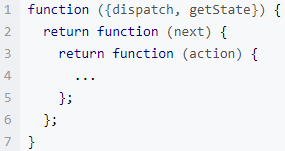 1 function ({dispatch, getState}) {
2   return function (next) {
3     return function (action) {
4       ...
5     };
6   };
7 }